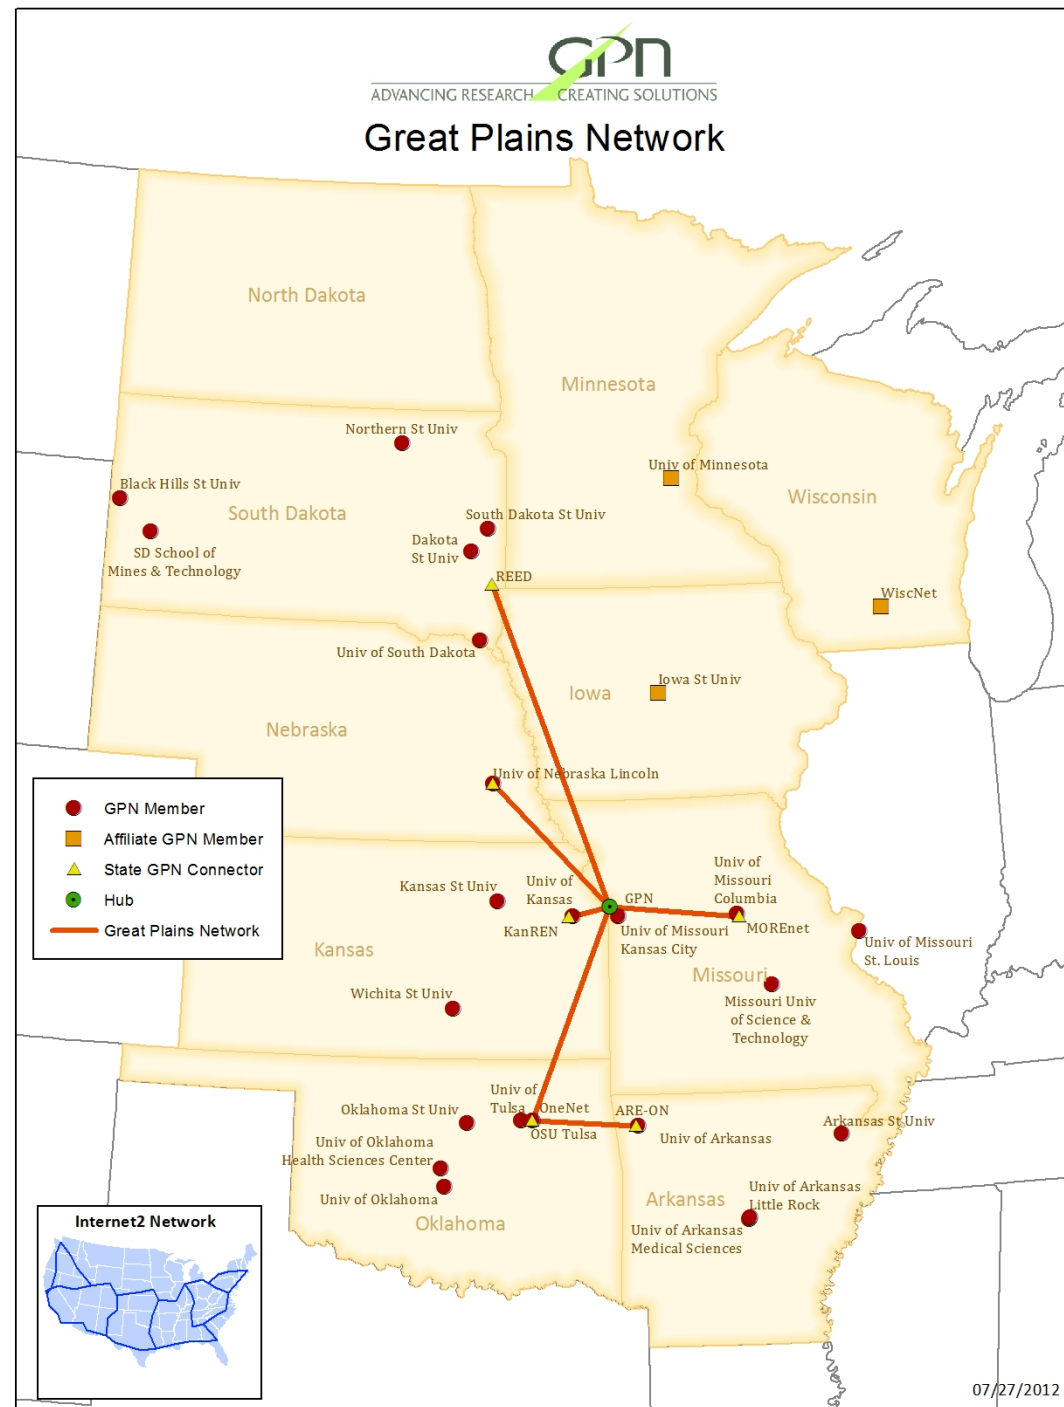 GPN
ADVANCING RESEARCH CREATING SOLUTIONS
Great Plains Network
North Dakota
Minnesota
Northern St Univ
Univ of Minnesota
Black Hills St Univ
Wisconsin
South Dakota
South Dakota St Univ
Dakota
St Univ
SD School of
Mines & Technology
REED
WiscNet
Univ of South Dakota
Iowa St Univ
Iowa
Nebraska
Univ of Nebraska Lincoln
GPN Member
Affiliate GPN Member
State GPN Connector
Hub
Great Plains Network
Kansas St Univ
Univ of
Kansas
KanREN
GPN
Univ of
Missouri
Columbia
MOREnet
Univ of Missouri
Kansas City
Univ of Missouri
St. Louis
Kansas
Missouri
Wichita St Univ
Missouri Univ
of Science &
Technology
Univ of
Tulsa
OneNet
OSU Tulsa
ARE-ON
Univ of Arkansas
Arkansas St Univ
Oklahoma St Univ
Univ of Oklahoma
Health Sciences Center
Univ of Oklahoma
Oklahoma
Arkansas
Univ of Arkansas
Little Rock
Univ of Arkansas
Medical Sciences
Internet2 Network
07/27/2012